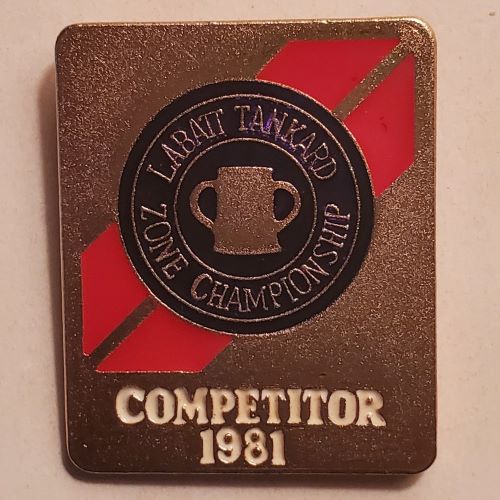 LABATT TANKARD
ZONE CHAMPIONSHIP
COMPETITOR
1981